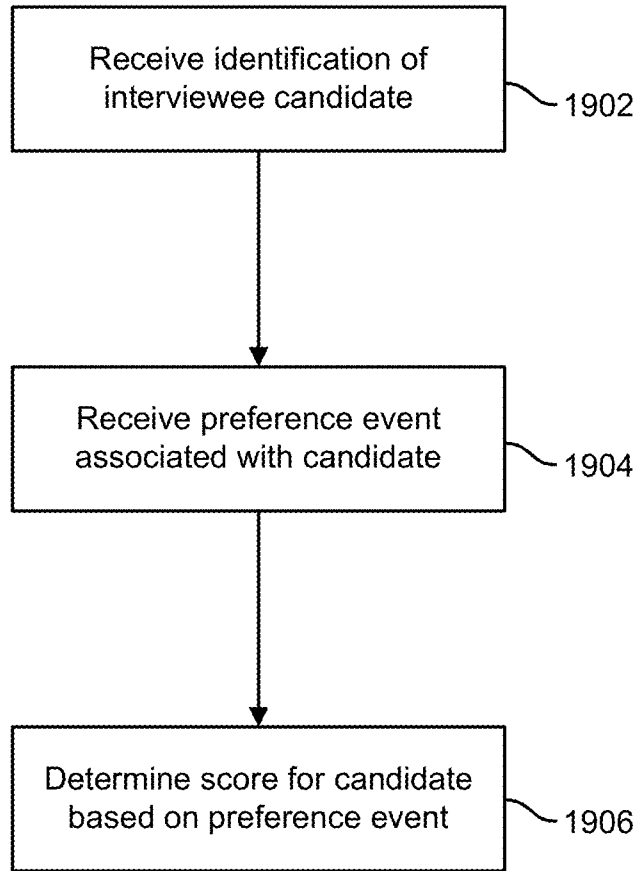 Receive identification of
interviewee candidate
1902
Receive preference event
associated with candidate
1904
Determine score for candidate
based on preference event
1906